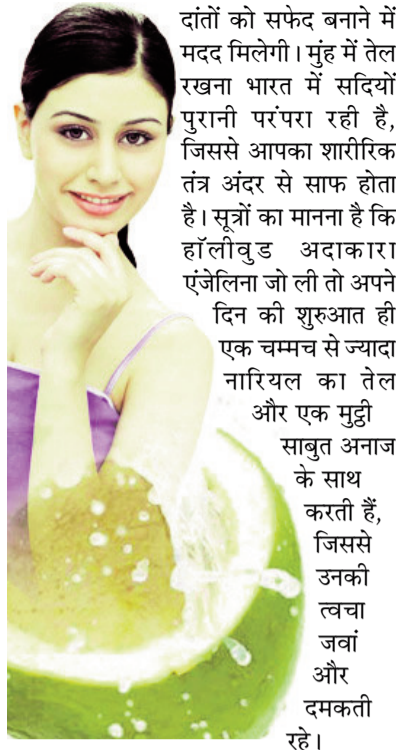 दांतों को सफेद बनाने में
मदद मिलेगी। मुंह में तेल
रखना भारत में सदियों
पुरानी परंपरा रही है,
जिससे आपका शारीरिक
तंत्र अंदर से साफ होता
है। सूत्रों का मानना है कि
हॉलीवुड अदाकारा
एंजेलिना जो ली तो अपने
दिन की शुरुआत ही
एक चम्मच से ज्यादा
नारियल का तेल
और एक मुट्ठी
साबुत अनाज
के साथ
करती हैं,
जिससे
उनकी
त्वचा
जवां
और
दमकती
रहे।